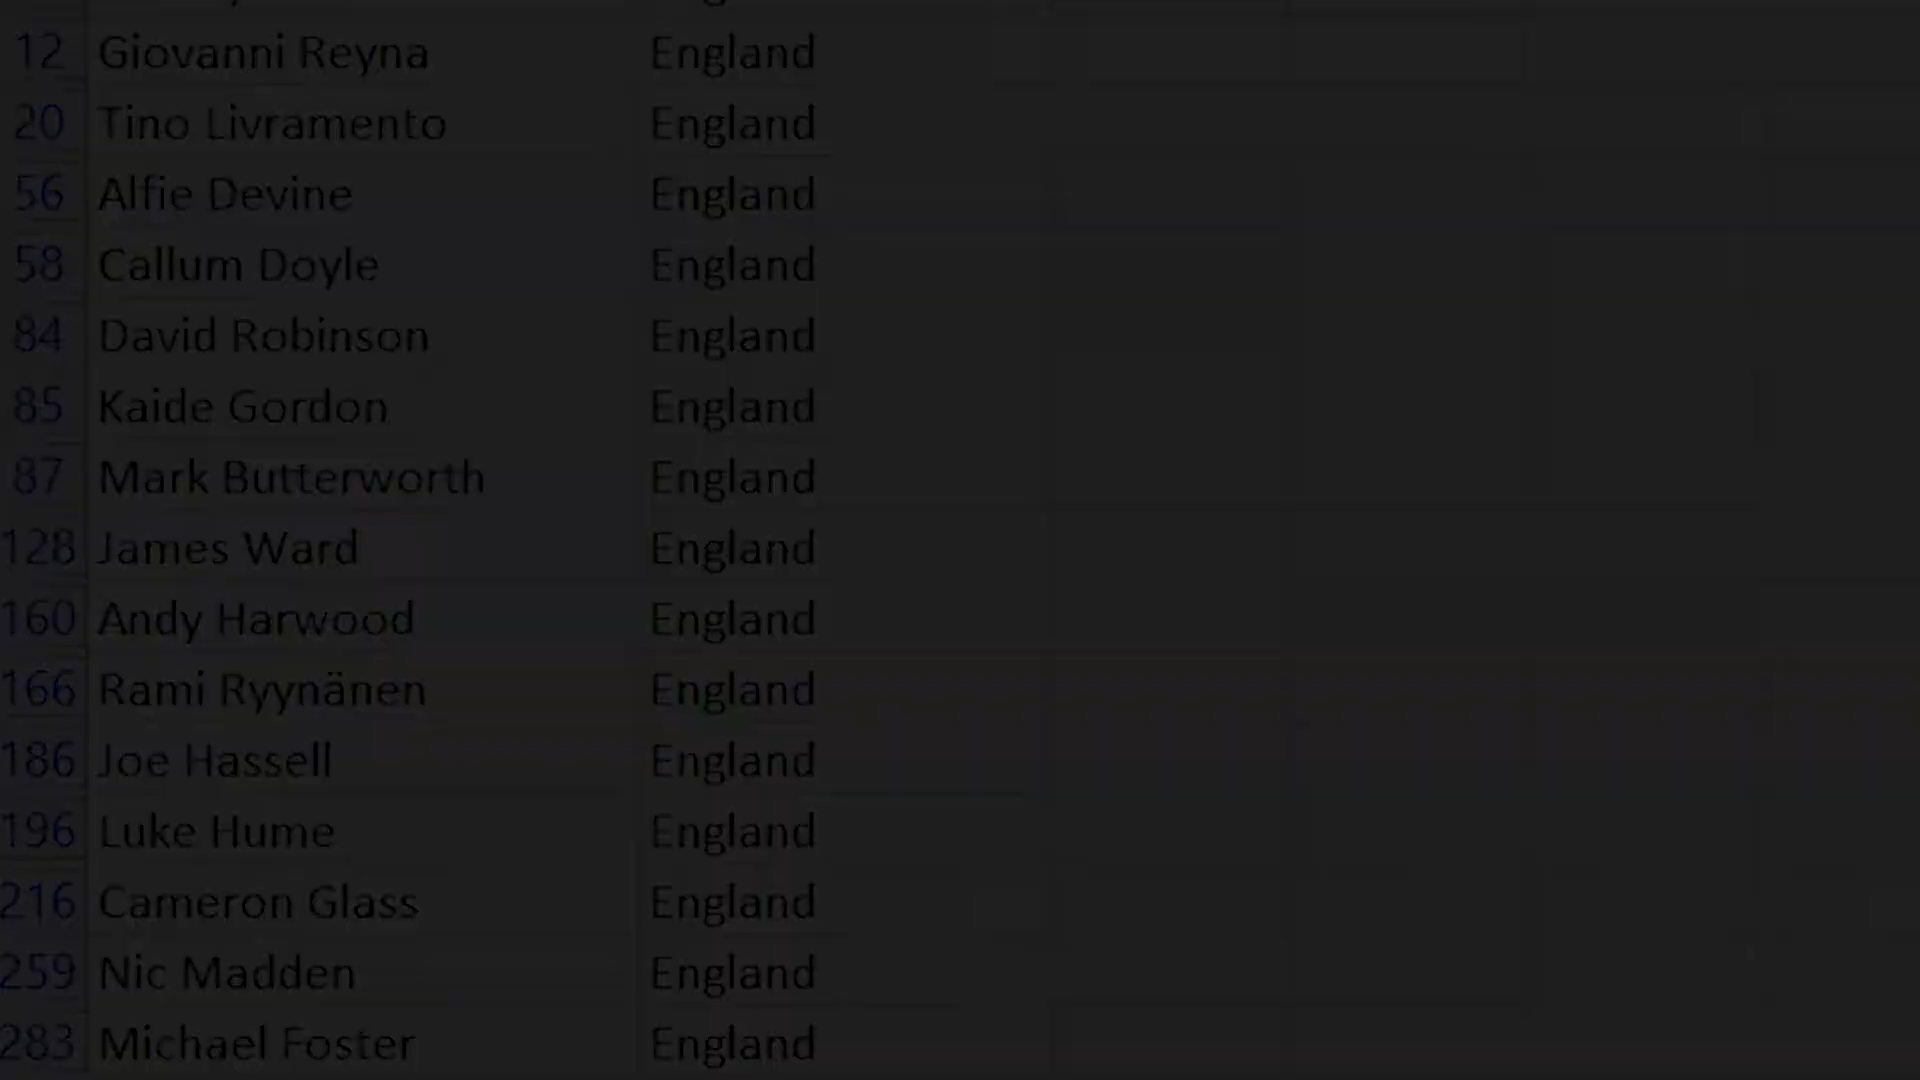 12 Giovanni Reyna England
20 Tino Livramento England
56 Alfie Devine England
58 Callum Doyle England
84 David Robinson England
85 Kaide Gordon England
87 Mark Butterworth England
128 James Ward England
160 Andy Harwood England
166 Rami Ryynänen England
186 Joe Hassell England
196 Luke Hume England
216 Cameron Glass England
259 Nic Madden England
283 Michael Foster England